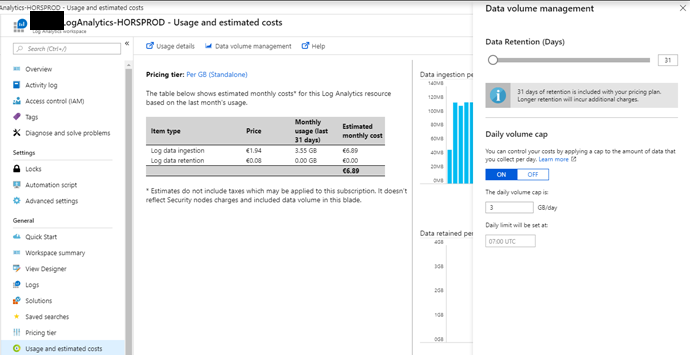 Analytics-HORSPROD - Usage and estimated costs
LogAnalytics-HORSPROD - Usage and estimated costs
Log Analytics workspace
Search (Ctrl+/)
«
Overview
Activity log
Access control (IAM)
Tags
Diagnose and solve problems
Settings
Locks
Automation script
Advanced settings
General
Quick Start
Workspace summary
View Designer
Logs
Solutions
Saved searches
Pricing tier
Usage and estimated costs
Usage details
Data volume management
Help
Pricing tier: Per GB (Standalone)
The table below shows estimated monthly costs* for this Log Analytics resource
based on the last month's usage.
Item type Price Monthly usage (last 31 days) Estimated monthly cost
Log data ingestion €1.94 3.55 GB €6.89
Log data retention €0.08 0.00 GB €0.00
€6.89
* Estimates do not include taxes which may be applied to this subscription. It doesn't
reflect Security nodes charges and included data volume in this blade.
Data ingestion pe
140MB
120MB
100MB
80MB
60MB
40MB
20MB
0MB
Data retained per
4GB
3GB
2GB
1GB
0GB
Data volume management
Data Retention (Days)
31
31 days of retention is included with your pricing plan.
Longer retention will incur additional charges.
Daily volume cap
You can control your costs by applying a cap to the amount of data that
you collect per day. Learn more
ON OFF
The daily volume cap is:
3 GB/day
Daily limit will be set at:
07:00 UTC